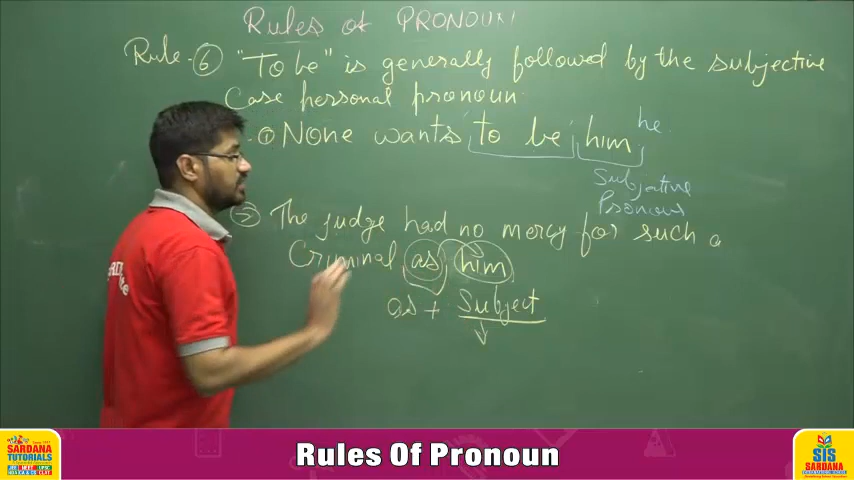 Rules of PRONOUN
Rule- 6 "To be" is generally followed by the subjective
Case personal pronoun.
1 None wants to be him he.
Subjective
Pronoun
The judge had no mercy for such a
Criminal as him
as + Subject
Rules Of Pronoun
SARDANA
TUTORIALS
SIS
SARDANA